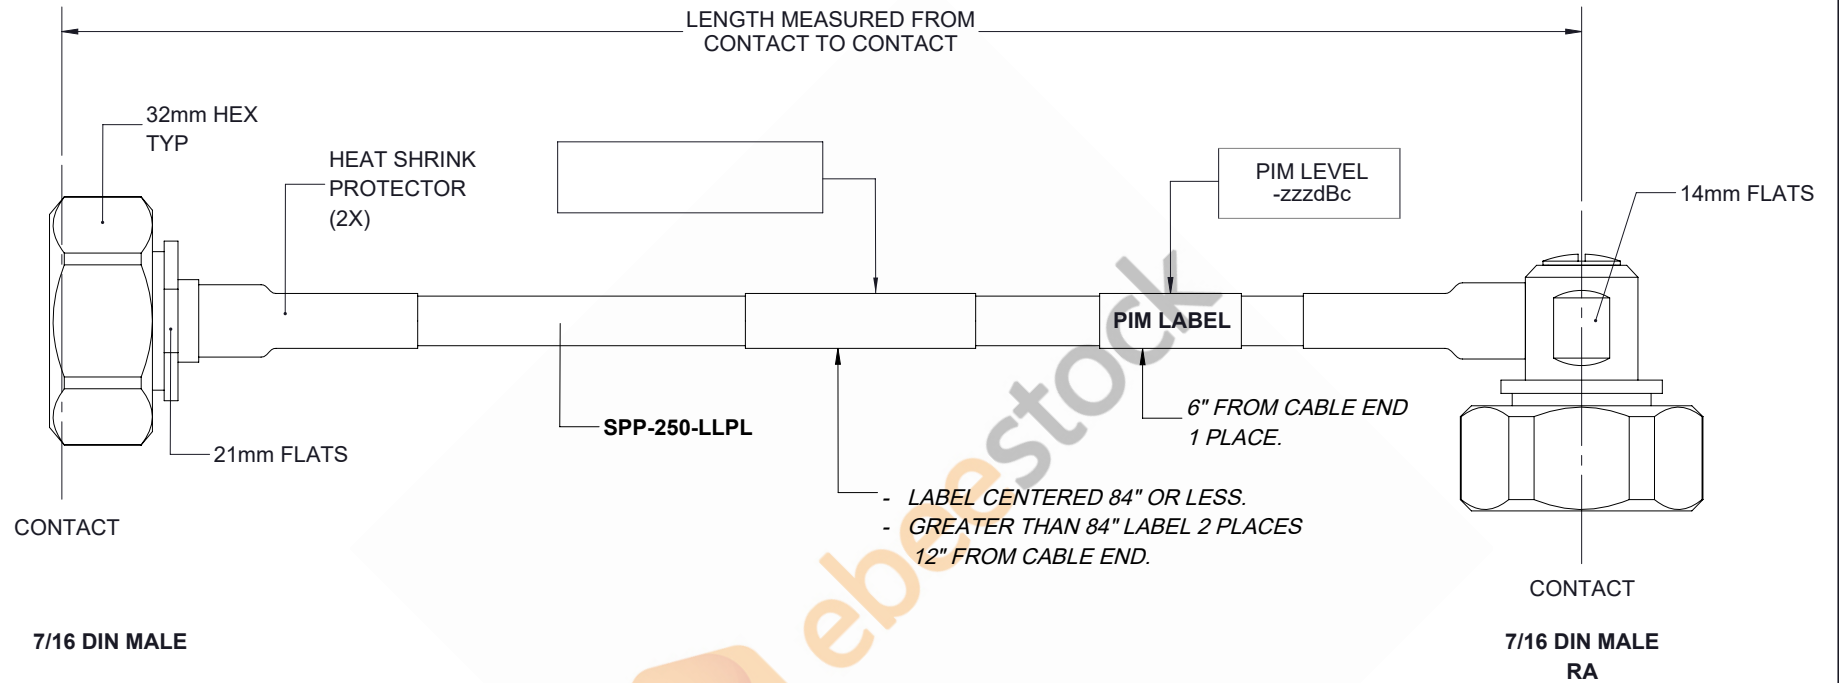 LENGTH MEASURED FROM
CONTACT TO CONTACT
32mm HEX
TYP
HEAT SHRINK
PROTECTOR
(2X)
PIM LEVEL
-zzzdBc
14mm FLATS
PIM LABEL
SPP-250-LLPL
6" FROM CABLE END
1 PLACE.
21mm FLATS
- LABEL CENTERED 84" OR LESS.
- GREATER THAN 84" LABEL 2 PLACES
12" FROM CABLE END.
CONTACT
CONTACT
7/16 DIN MALE
7/16 DIN MALE
RA
ebeestock